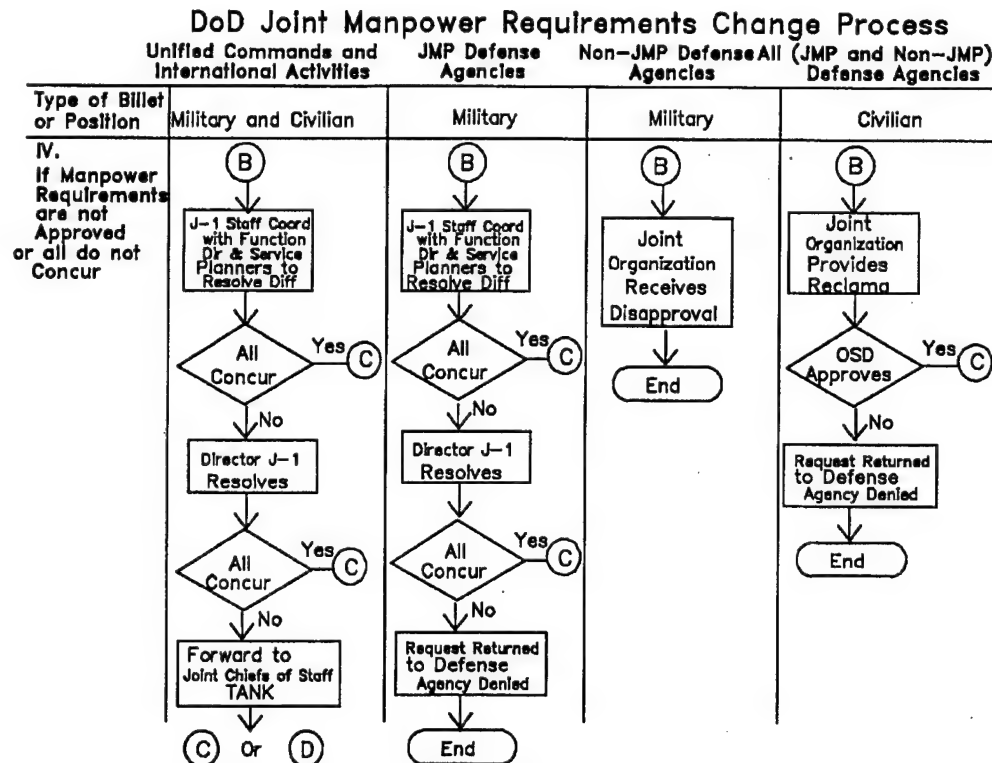 DoD Joint Manpower Requirements Change Process
Unified Commands and
International Activities
JMP Defense
Agencies
Non-JMP Defense
Agencies
All (JMP and Non-JMP)
Defense Agencies
Type of Billet
or Position
Military and Civilian
Military
Military
Civilian
IV.
If Manpower
Requirements
are not
Approved
or all do not
Concur
B
J-1 Staff Coord
with Function
Dir & Service
Planners to
Resolve Diff
All
Concur
Yes
C
No
Director J-1
Resolves
All
Concur
Yes
C
No
Forward to
Joint Chiefs of Staff
TANK
C Or D
B
J-1 Staff Coord
with Function
Dir & Service
Planners to
Resolve Diff
All
Concur
Yes
C
No
Director J-1
Resolves
All
Concur
Yes
C
No
Request Returned
to Defense
Agency Denied
End
B
Joint
Organization
Receives
Disapproval
End
B
Joint
Organization
Provides
Reclama
OSD
Approves
Yes
C
No
Request Returned
to Defense
Agency Denied
End